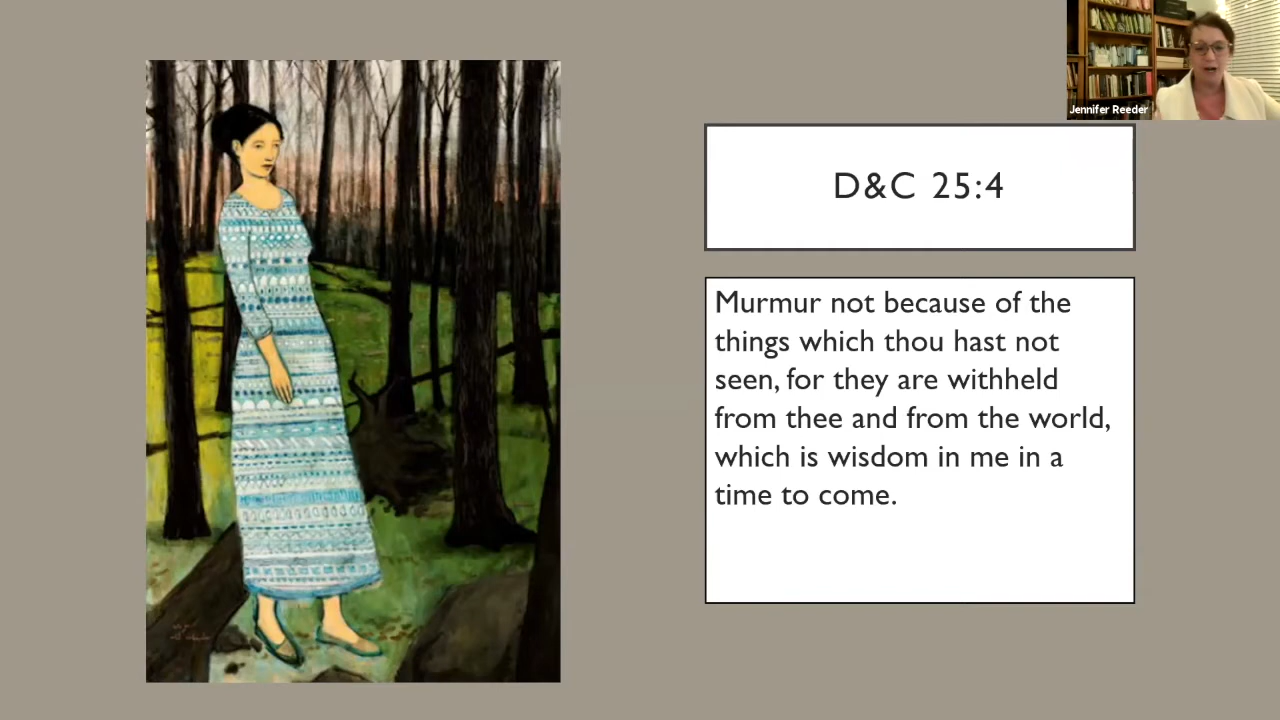 Jennifer Reeder
D&C 25:4
Murmur not because of the
things which thou hast not
seen, for they are withheld
from thee and from the world,
which is wisdom in me in a
time to come.